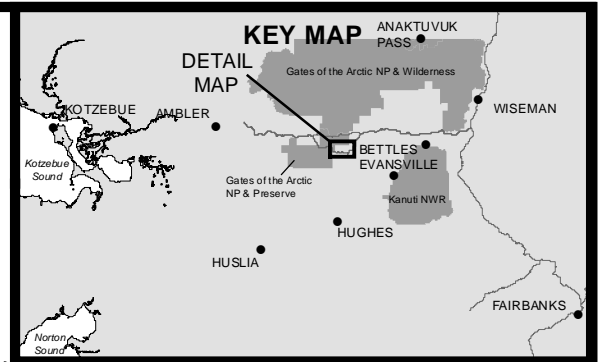 KEY MAP
ANAKTUVUK
PASS
DETAIL
MAP
Gates of the Arctic NP & Wilderness
WISEMAN
KOTZEBUE
AMBLER
Kotzebue
Sound
BETTLES
EVANSVILLE
Gates of the Arctic
NP & Preserve
Kanuti NWR
HUGHES
HUSLIA
FAIRBANKS
Norton
Sound